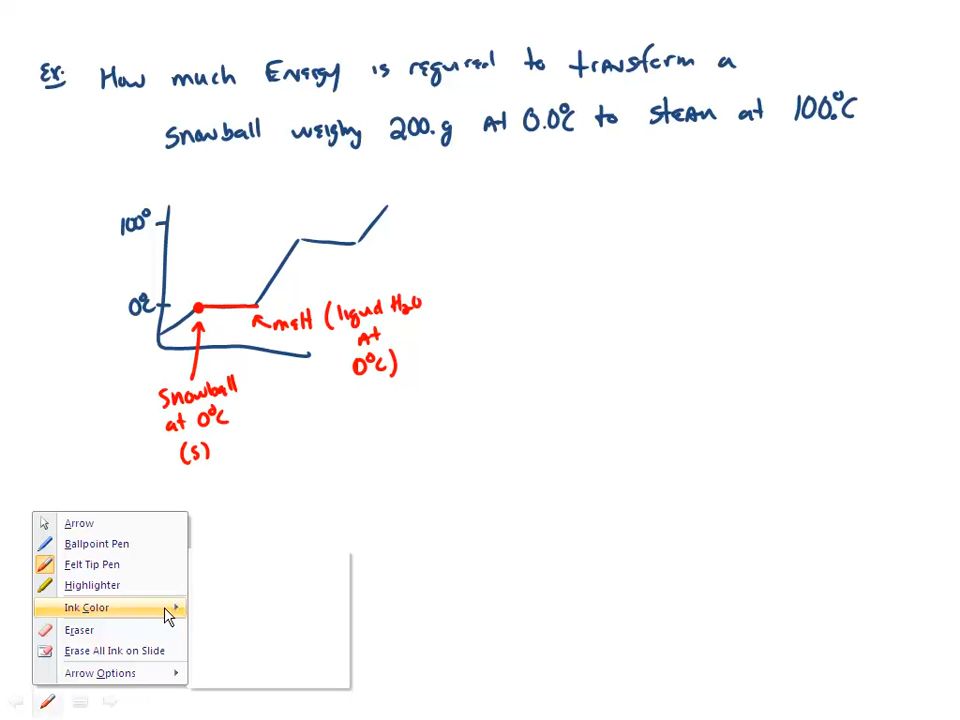 Ex: How much Energy is required to transform a
Snowball weighing 200.g At 0.0°C to steam at 100.°C
100°
0°C
melt (liquid H2O
At
0°C)
Snowball
at 0°C
(s)
Arrow
Ballpoint Pen
Felt Tip Pen
Highlighter
Ink Color
Eraser
Erase All Ink on Slide
Arrow Options